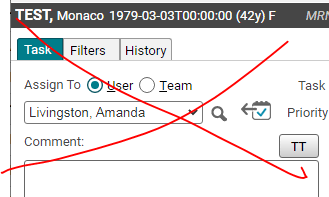 TEST, Monaco 1979-03-03T00:00:00 (42y) F MRN
Task Filters History
Assign To User Team Task
Livingston, Amanda Priority
Comment: TT